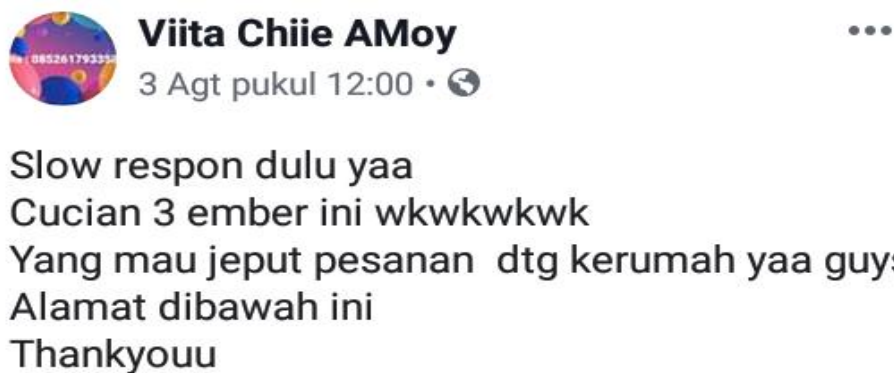 Viita Chiie AMoy
3 Agt pukul 12:00 •
Slow respon dulu yaa
Cucian 3 ember ini wkwkwkwk
Yang mau jeput pesanan dtg kerumah yaa guys
Alamat dibawah ini
Thankyouu